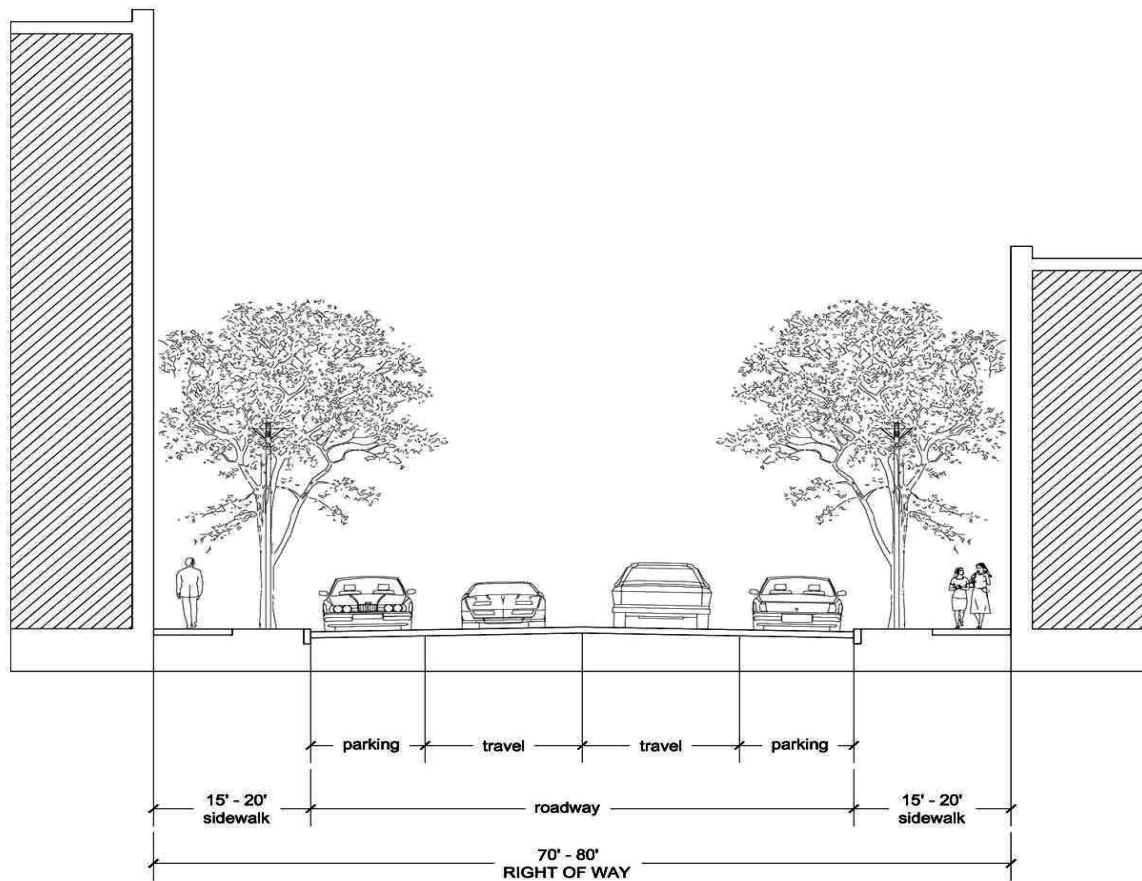 parking
travel
travel
parking
15' - 20'
sidewalk
roadway
15' - 20'
sidewalk
70' - 80'
RIGHT OF WAY